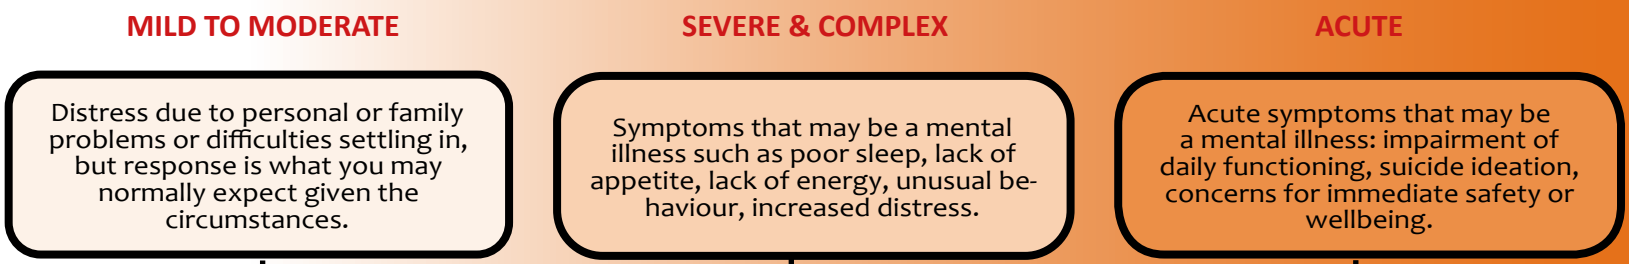 MILD TO MODERATE
Distress due to personal or family
problems or difficulties settling in,
but response is what you may
normally expect given the
circumstances.
SEVERE & COMPLEX
Symptoms that may be a mental
illness such as poor sleep, lack of
appetite, lack of energy, unusual be-
haviour, increased distress.
ACUTE
Acute symptoms that may be
a mental illness: impairment of
daily functioning, suicide ideation,
concerns for immediate safety or
wellbeing.